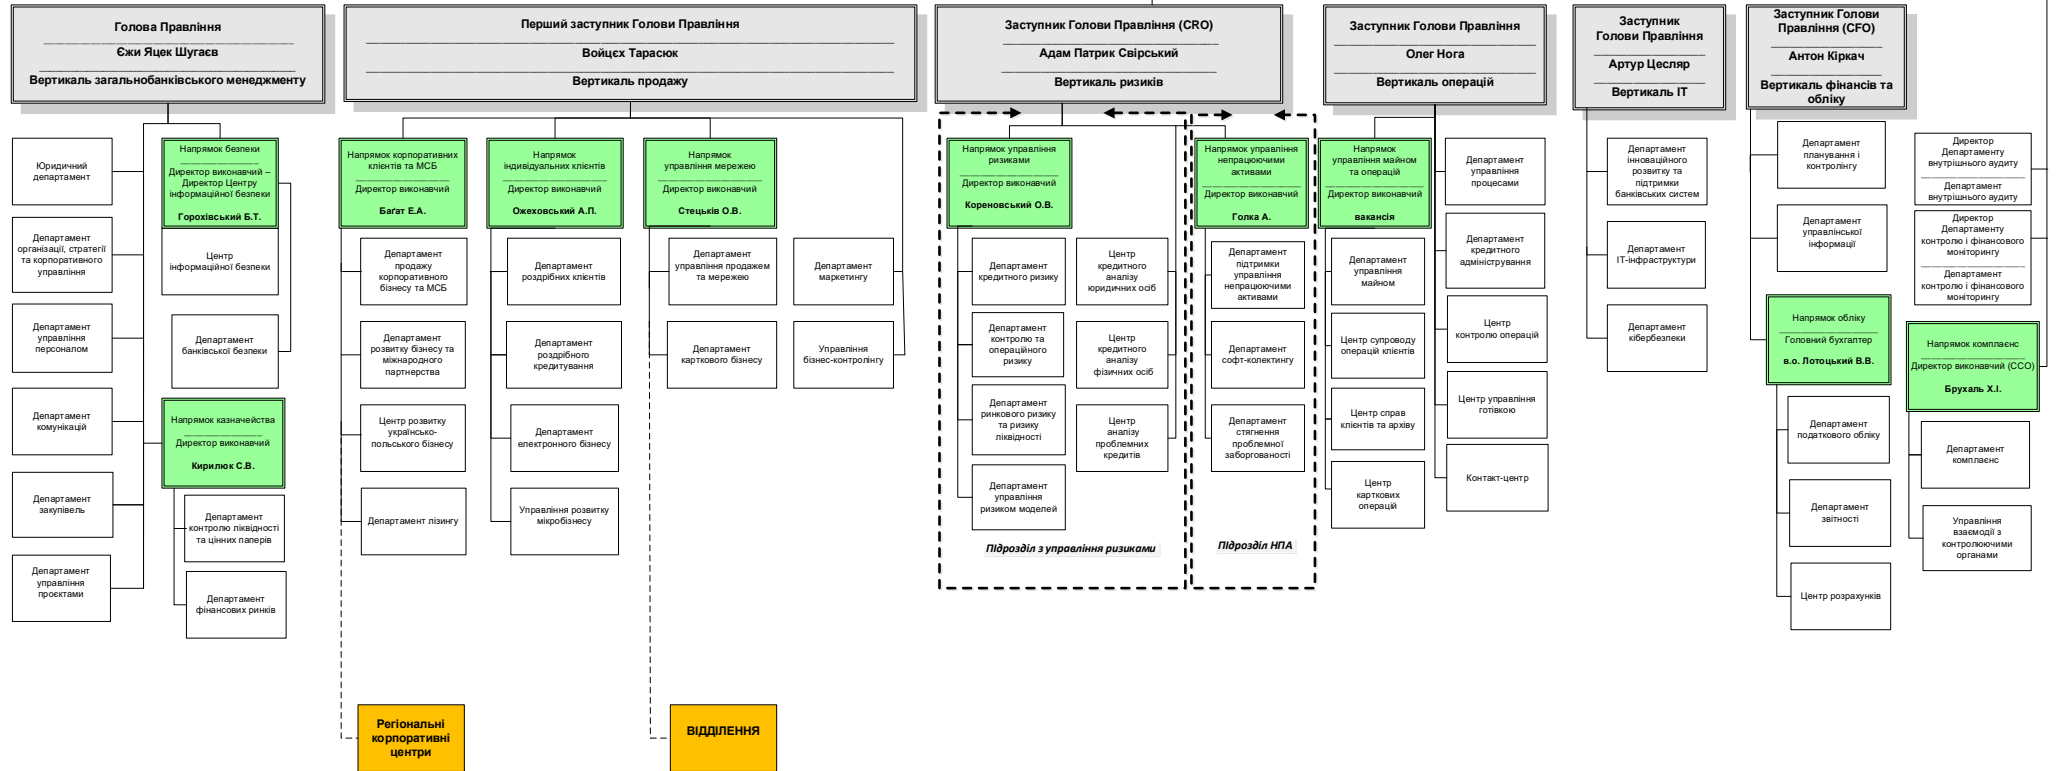 Голова Правління
Єжи Яцек Шугаєв
Вертикаль загальнобанківського менеджменту
Юридичний
департамент
Департамент
організації, стратегії
та корпоративного
управління
Департамент
управління
персоналом
Департамент
комунікацій
Департамент
закупівель
Департамент
управління
проєктами
Напрямок безпеки
Директор виконавчий –
Директор Центру
інформаційної безпеки
Горохівський Б.Т.
Центр
інформаційної безпеки
Департамент
банківської безпеки
Напрямок казначейства
Директор виконавчий
Кирилюк С.В.
Департамент
контролю ліквідності
та цінних паперів
Департамент
фінансових ринків
Перший заступник Голови Правління
Войцєх Тарасюк
Вертикаль продажу
Напрямок корпоративних
клієнтів та МСБ
Директор виконавчий
Баґат Е.А.
Департамент
продажу
корпоративного
бізнесу та МСБ
Департамент
розвитку бізнесу та
міжнародного
партнерства
Центр розвитку
українсько-
польського бізнесу
Департамент лізингу
Регіональні
корпоративні
центри
Напрямок
індивідуальних клієнтів
Директор виконавчий
Ожеховський А.П.
Департамент
роздрібних клієнтів
Департамент
роздрібного
кредитування
Департамент
електронного бізнесу
Управління розвитку
мікробізнесу
Напрямок
управління мережею
Директор виконавчий
Стецьків О.В.
Департамент
управління продажем
та мережею
Департамент
карткового бізнесу
ВІДДІЛЕННЯ
Департамент
маркетингу
Управління
бізнес-контролінгу
Заступник Голови Правління (CRO)
Адам Патрик Свірський
Вертикаль ризиків
Напрямок управління
ризиками
Директор виконавчий
Кореновський О.В.
Департамент
кредитного ризику
Департамент
контролю та
операційного
ризику
Департамент
ринкового ризику
та ризику
ліквідності
Департамент
управління
ризиком моделей
Центр
кредитного
аналізу
юридичних осіб
Центр
кредитного
аналізу
фізичних осіб
Центр
аналізу
проблемних
кредитів
Підрозділ з управління ризиками
Напрямок управління
непрацюючими
активами
Директор виконавчий
Голка А.
Департамент
підтримки
управління
непрацюючими
активами
Департамент
софт-колектингу
Департамент
стягнення
проблемної
заборгованості
Підрозділ НПА
Заступник Голови Правління
Олег Нога
Вертикаль операцій
Напрямок
управління майном
та операцій
Директор виконавчий
вакансія
Департамент
управління
майном
Центр супроводу
операцій клієнтів
Центр справ
клієнтів та архіву
Центр
карткових
операцій
Департамент
управління
процесами
Департамент
кредитного
адміністрування
Центр
контролю операцій
Центр управління
готівкою
Контакт-центр
Заступник
Голови Правління
Артур Цесляр
Вертикаль ІТ
Департамент
інноваційного
розвитку та
підтримки
банківських систем
Департамент
ІТ-інфраструктури
Департамент
кібербезпеки
Заступник Голови
Правління (CFO)
Антон Кіркач
Вертикаль фінансів та
обліку
Департамент
планування і
контролінгу
Департамент
управлінської
інформації
Напрямок обліку
Головний бухгалтер
в.о. Лотоцький В.В.
Департамент
податкового обліку
Департамент
звітності
Центр розрахунків
Директор
Департаменту
внутрішнього аудиту
Департамент
внутрішнього аудиту
Директор
Департаменту
контролю і фінансового
моніторингу
Департамент
контролю і фінансового
моніторингу
Напрямок комплаєнс
Директор виконавчий (ССО)
Брухаль Х.І.
Департамент
комплаєнс
Управління
взаємодії з
контролюючими
органами